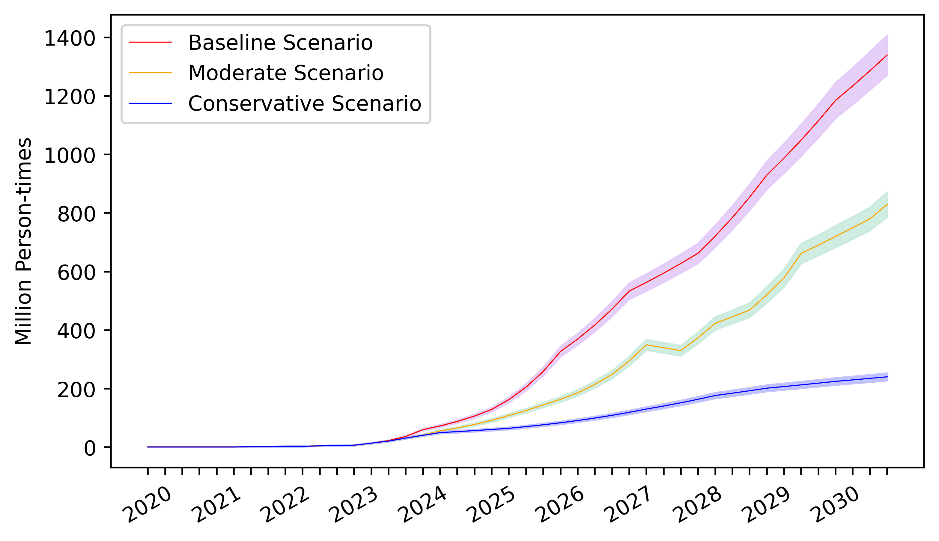 Baseline Scenario
Moderate Scenario
Conservative Scenario
Million Person-times
1400
1200
1000
800
600
400
200
0
2020 2021 2022 2023 2024 2025 2026 2027 2028 2029 2030